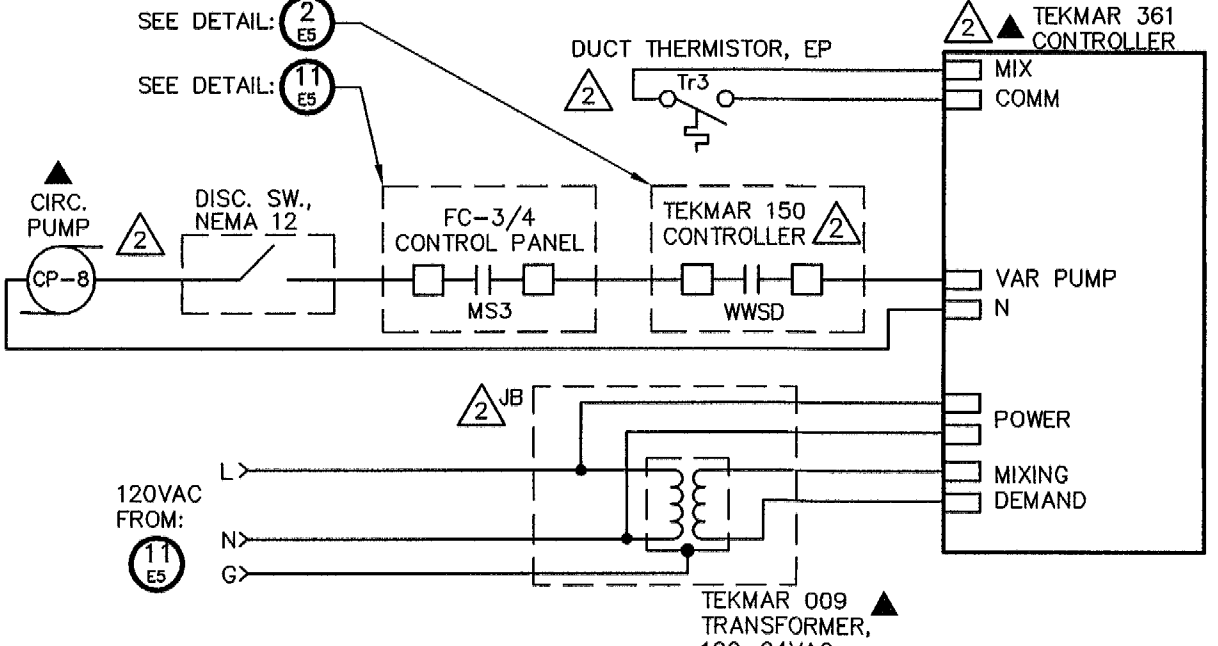 SEE DETAIL: 2
E5
SEE DETAIL: 11
E5
DUCT THERMISTOR, EP
2
Tr3
2
TEKMAR 361
CONTROLLER
MIX
COMM
CIRC.
PUMP
2
CP-8
DISC. SW.,
NEMA 12
FC-3/4
CONTROL PANEL
MS3
TEKMAR 150
CONTROLLER
2
WWSD
VAR PUMP
N
2
JB
POWER
MIXING
DEMAND
L
120VAC
FROM:
11
E5
N
G
TEKMAR 009
TRANSFORMER,